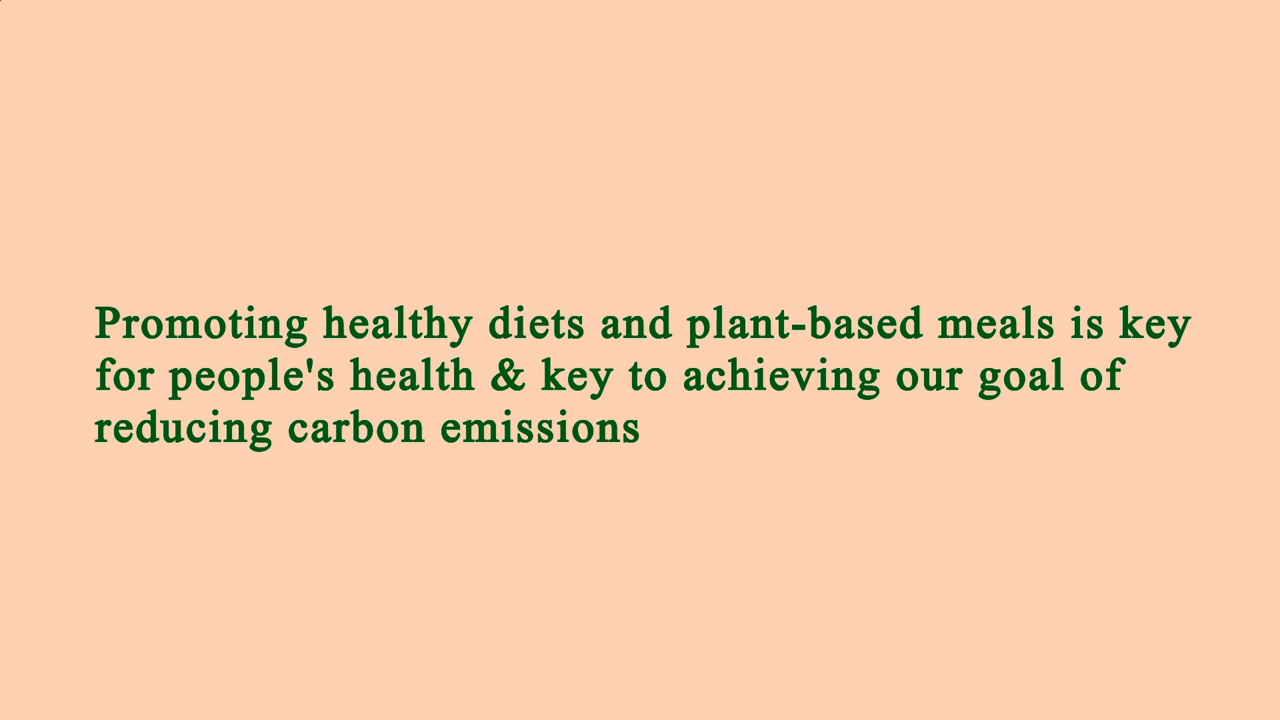 Promoting healthy diets and plant-based meals is key
for people's health & key to achieving our goal of
reducing carbon emissions